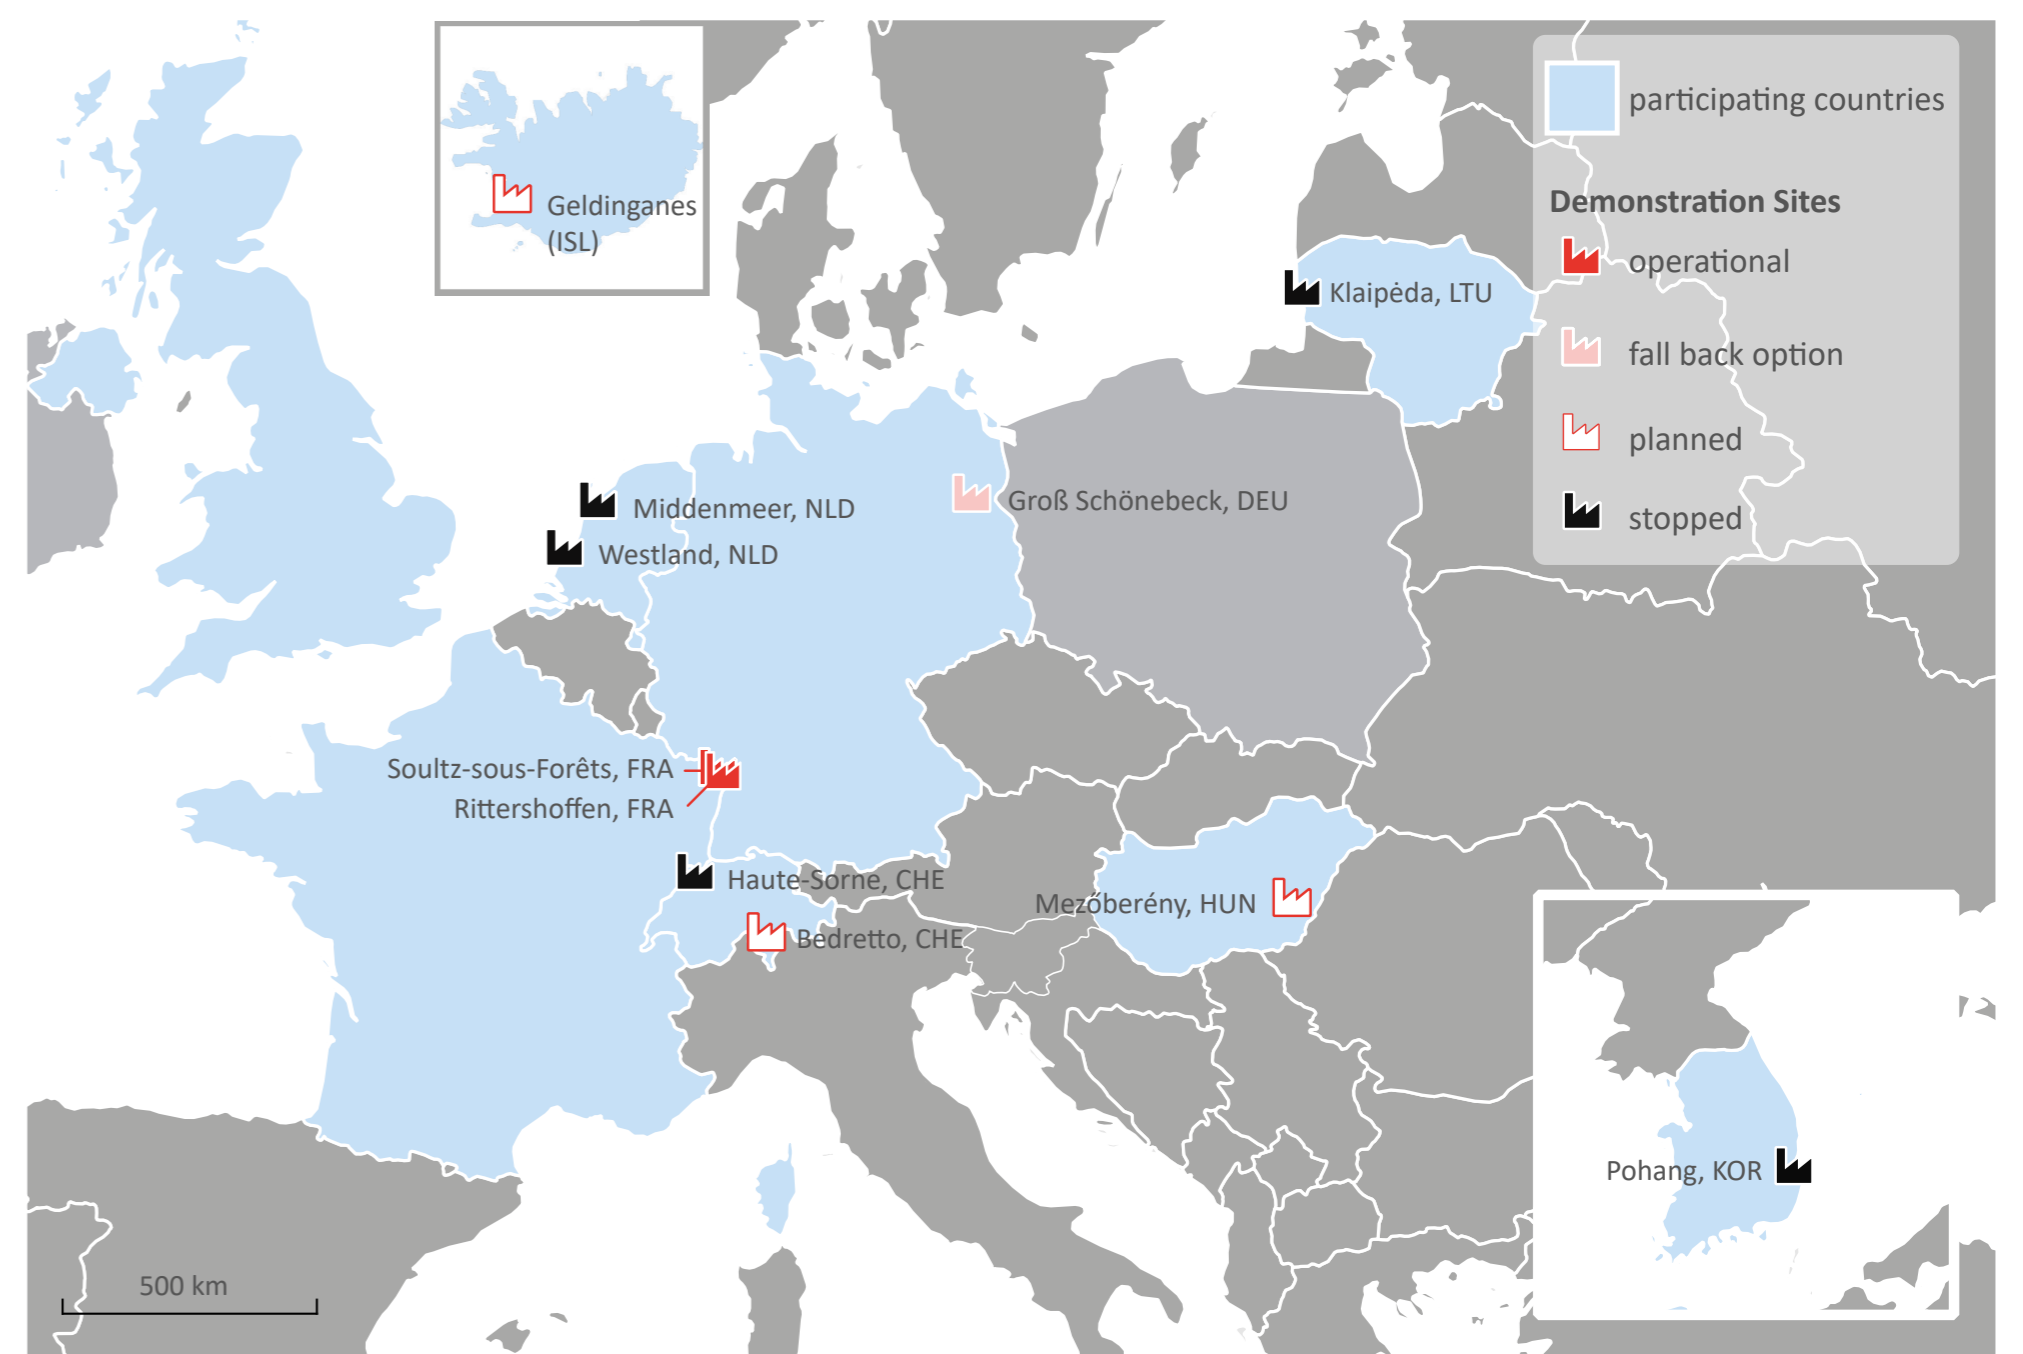 participating countries
Demonstration Sites
operational
fall back option
planned
stopped
Geldinganes
(ISL)
Klaipėda, LTU
Middenmeer, NLD
Groß Schönebeck, DEU
Westland, NLD
Soultz-sous-Forêts, FRA
Rittershoffen, FRA
Haute-Sorne, CHE
Mezőberény, HUN
Bedretto, CHE
Pohang, KOR
500 km